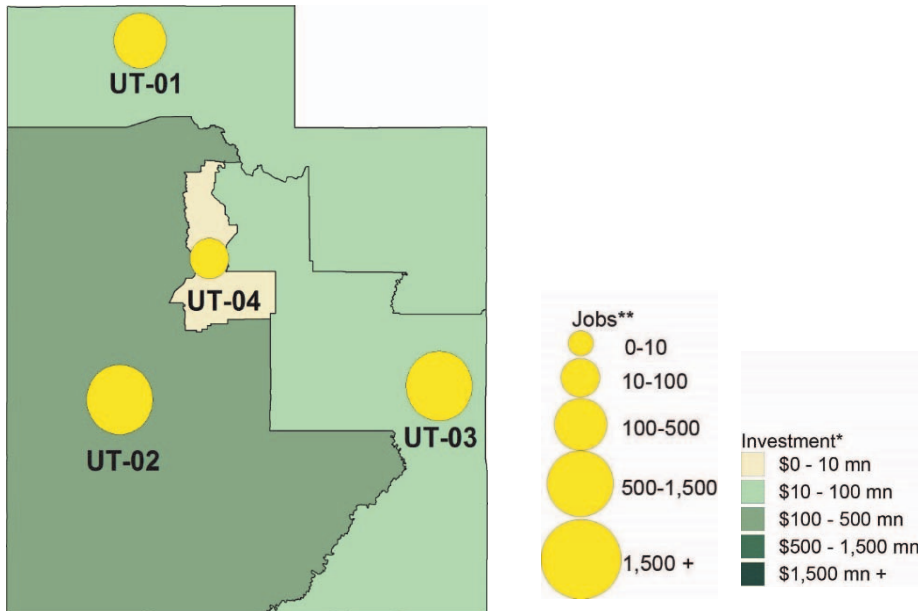 UT-01
UT-04
UT-02
UT-03
Jobs**
0-10
10-100
100-500
500-1,500
1,500 +
Investment*
$0 - 10 mn
$10 - 100 mn
$100 - 500 mn
$500 - 1,500 mn
$1,500 mn +